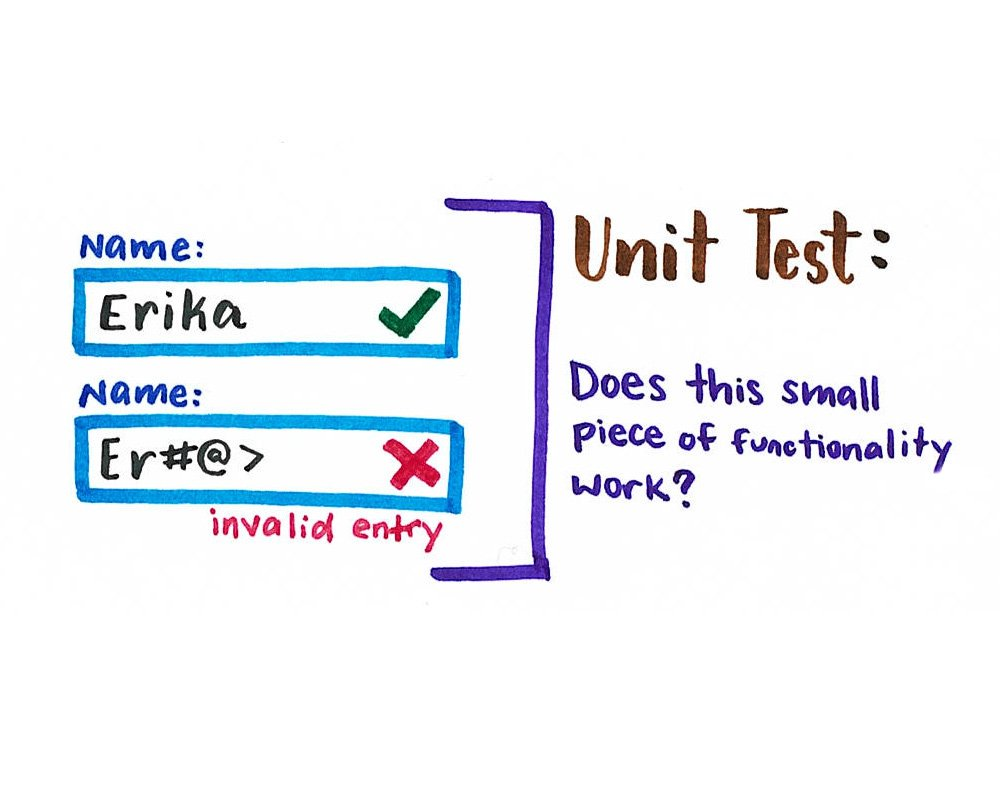 Name:
Erika
Name:
Er#@>
invalid entry
Unit Test:
Does this small
piece of functionality
work?